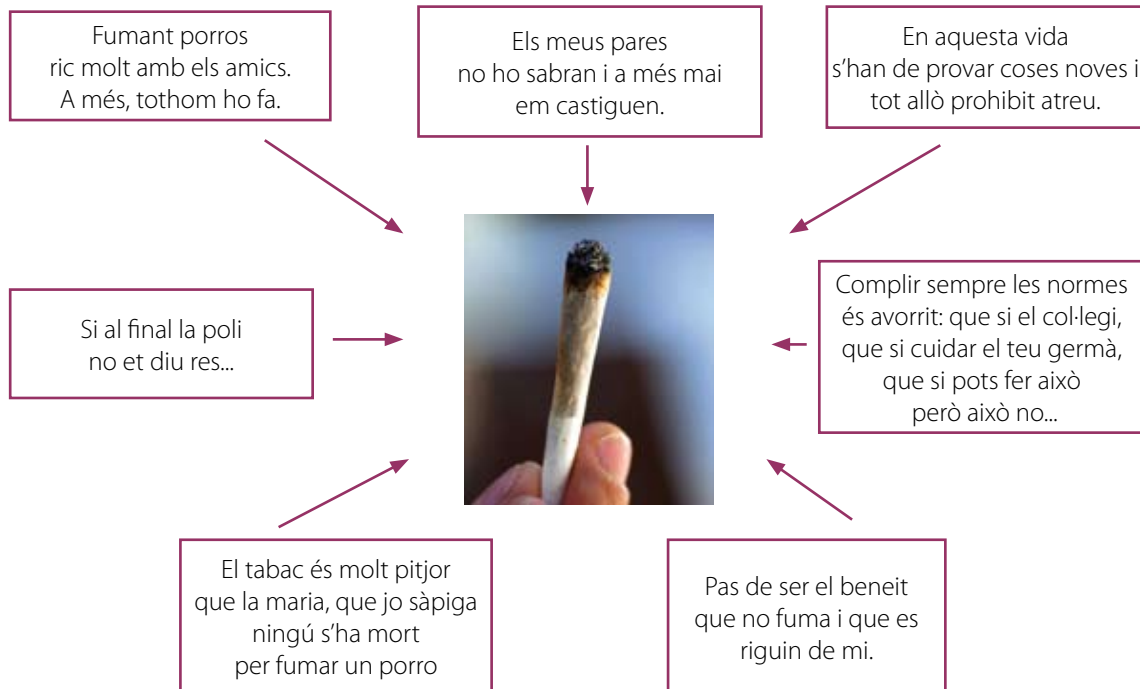 Fumant porros
ric molt amb els amics.
A més, tothom ho fa.
Els meus pares
no ho sabran i a més mai
em castiguen.
En aquesta vida
s'han de provar coses noves i
tot allò prohibit atreu.
Si al final la poli
no et diu res...
Complir sempre les normes
és avorrit: que si el col·legi,
que si cuidar el teu germà,
que si pots fer això
però això no...
El tabac és molt pitjor
que la maria, que jo sàpiga
ningú s'ha mort
per fumar un porro
Pas de ser el beneit
que no fuma i que es
riguin de mi.